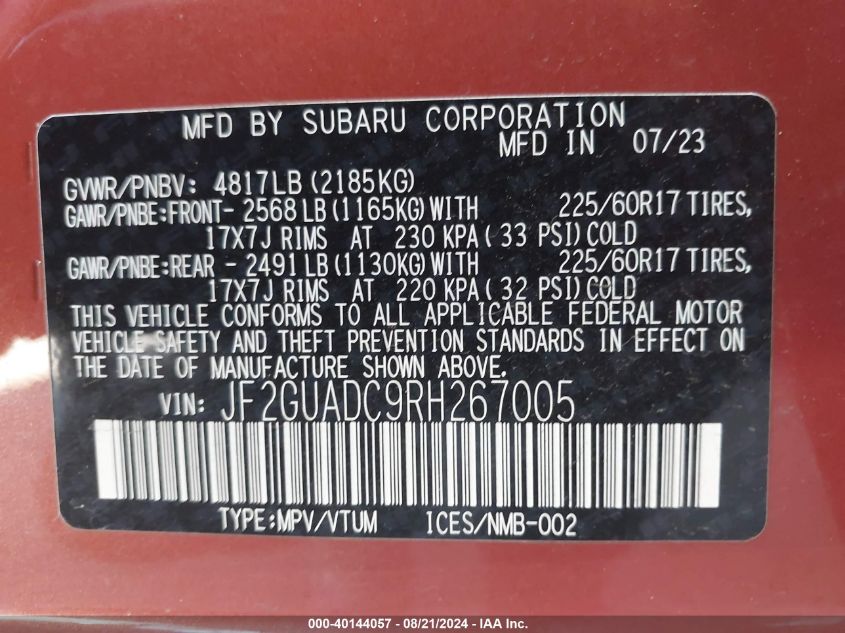 MFD BY SUBARU CORPORATION
MFD IN 07/23
GVWR/PNBV: 4817LB (2185KG)
GAWR/PNBE:FRONT- 2568 LB (1165KG) WITH 225/60R17 TIRES,
17X7J RIMS AT 230 KPA( 33 PSI) COLD
GAWR/PNBE:REAR - 2491 LB (1130KG) WITH 225/60R17 TIRES,
17X7J RIMS AT 220 KPA( 32 PSI) COLD
THIS VEHICLE CONFORMS TO ALL APPLICABLE FEDERAL MOTOR
VEHICLE SAFETY AND THEFT PREVENTION STANDARDS IN EFFECT ON
THE DATE OF MANUFACTURE SHOWN ABOVE.
VIN: JF2GUADC9RH267005
TYPE:MPV/VTUM ICES/NMB-002
000-40144057 - 08/21/2024 - IAA Inc.